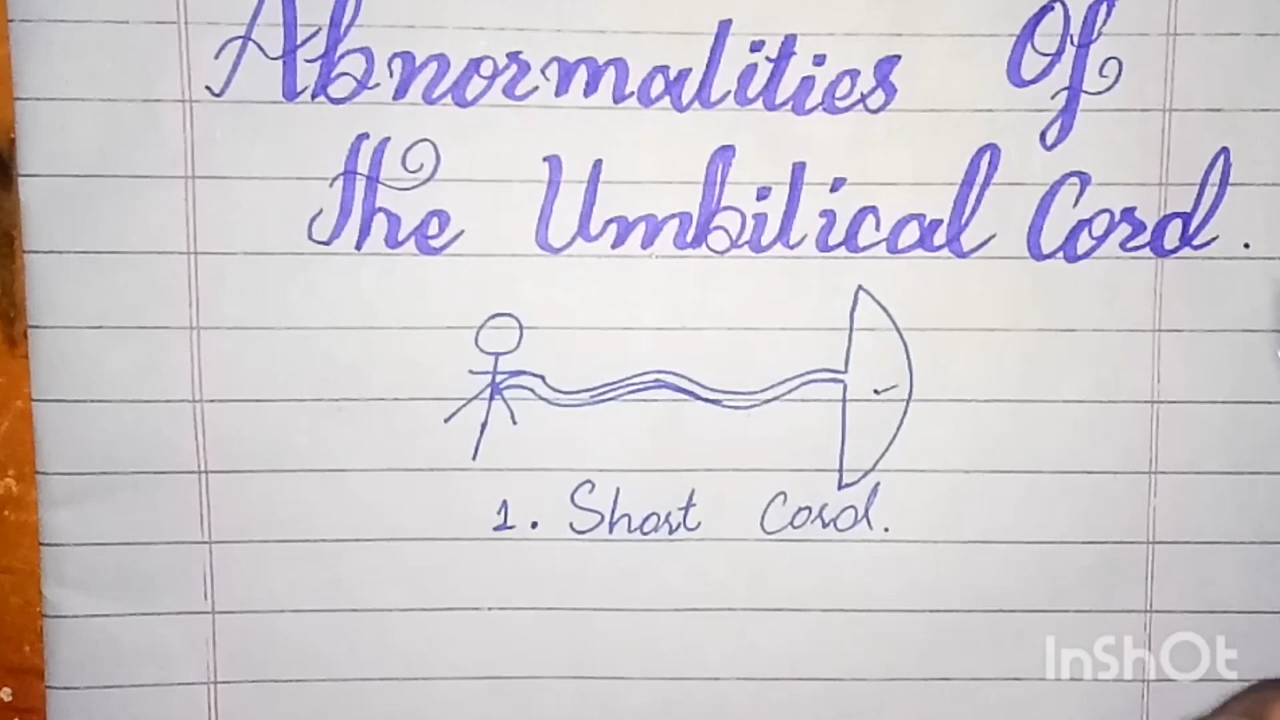 Abnormalities Of
the Umbilical Cord.
1. Short Cord.
InShOt